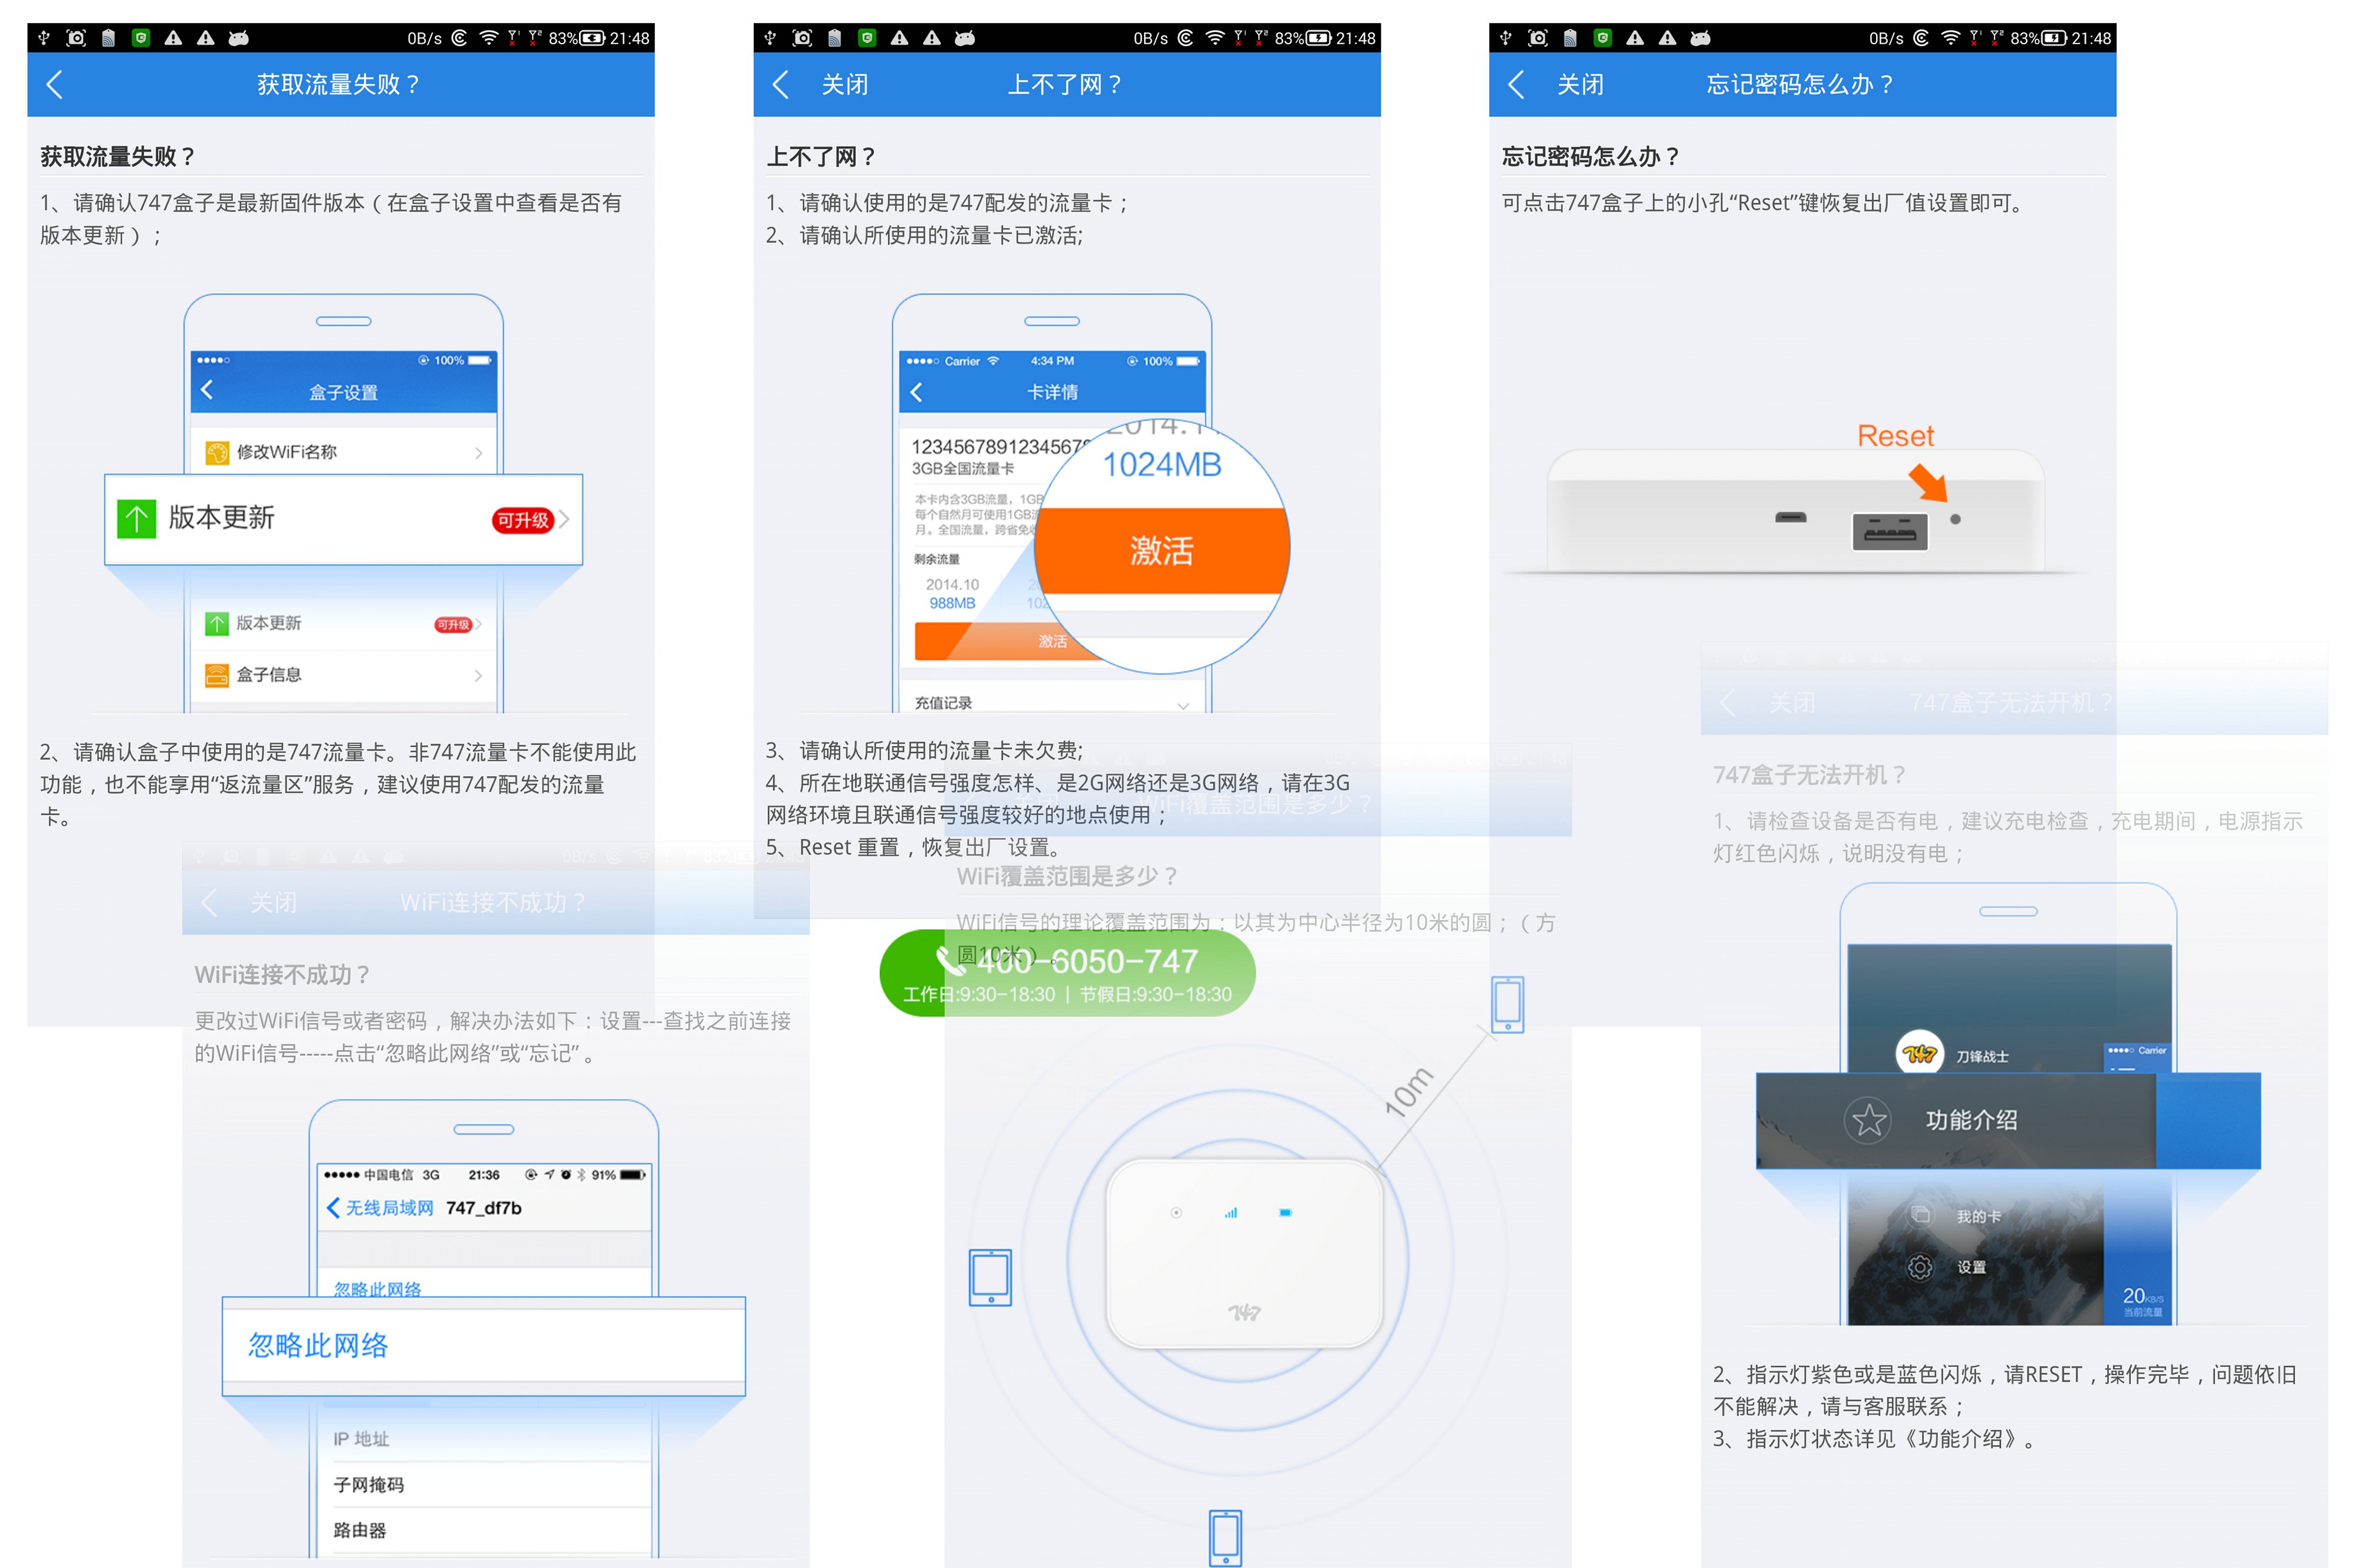 0B/s 83% 21:48
获取流量失败？
获取流量失败？
1、请确认747盒子是最新固件版本（在盒子设置中查看是否有
版本更新）；
100%
盒子设置
修改WiFi名称
版本更新 可升级
版本更新 可升级
盒子信息
2、请确认盒子中使用的是747流量卡。非747流量卡不能使用此
功能，也不能享用“返流量区”服务，建议使用747配发的流量
卡。
0B/s 83% 21:48
关闭 上不了网？
上不了网？
1、请确认使用的是747配发的流量卡；
2、请确认所使用的流量卡已激活;
Carrier 4:34 PM 100%
卡详情
123456789123456789
3GB全国流量卡
本卡内含3GB流量，1GB
每个自然月可使用1GB
月。全国流量，跨省免
剩余流量
2014.10
988MB
激活
1024MB
激活
充值记录
3、请确认所使用的流量卡未欠费;
4、所在地联通信号强度怎样、是2G网络还是3G网络，请在3G
网络环境且联通信号强度较好的地点使用；
5、Reset 重置，恢复出厂设置。
400-6050-747
工作日:9:30-18:30 | 节假日:9:30-18:30
0B/s 83% 21:48
关闭 忘记密码怎么办？
忘记密码怎么办？
可点击747盒子上的小孔“Reset”键恢复出厂值设置即可。
Reset
关闭 WiFi连接不成功？
WiFi连接不成功？
更改过WiFi信号或者密码，解决办法如下：设置---查找之前连接
的WiFi信号-----点击“忽略此网络”或“忘记”。
中国电信 3G 21:36 91%
无线局域网 747_df7b
忽略此网络
忽略此网络
IP 地址
子网掩码
路由器
WiFi覆盖范围是多少？
WiFi覆盖范围是多少？
WiFi信号的理论覆盖范围为：以其为中心半径为10米的圆；（方
圆10米）。
10m
747
关闭 747盒子无法开机？
747盒子无法开机？
1、请检查设备是否有电，建议充电检查，充电期间，电源指示
灯红色闪烁，说明没有电；
747 刀锋战士
Carrier
功能介绍
我的卡
设置
20KB/S
当前流量
2、指示灯紫色或是蓝色闪烁，请RESET，操作完毕，问题依旧
不能解决，请与客服联系；
3、指示灯状态详见《功能介绍》。